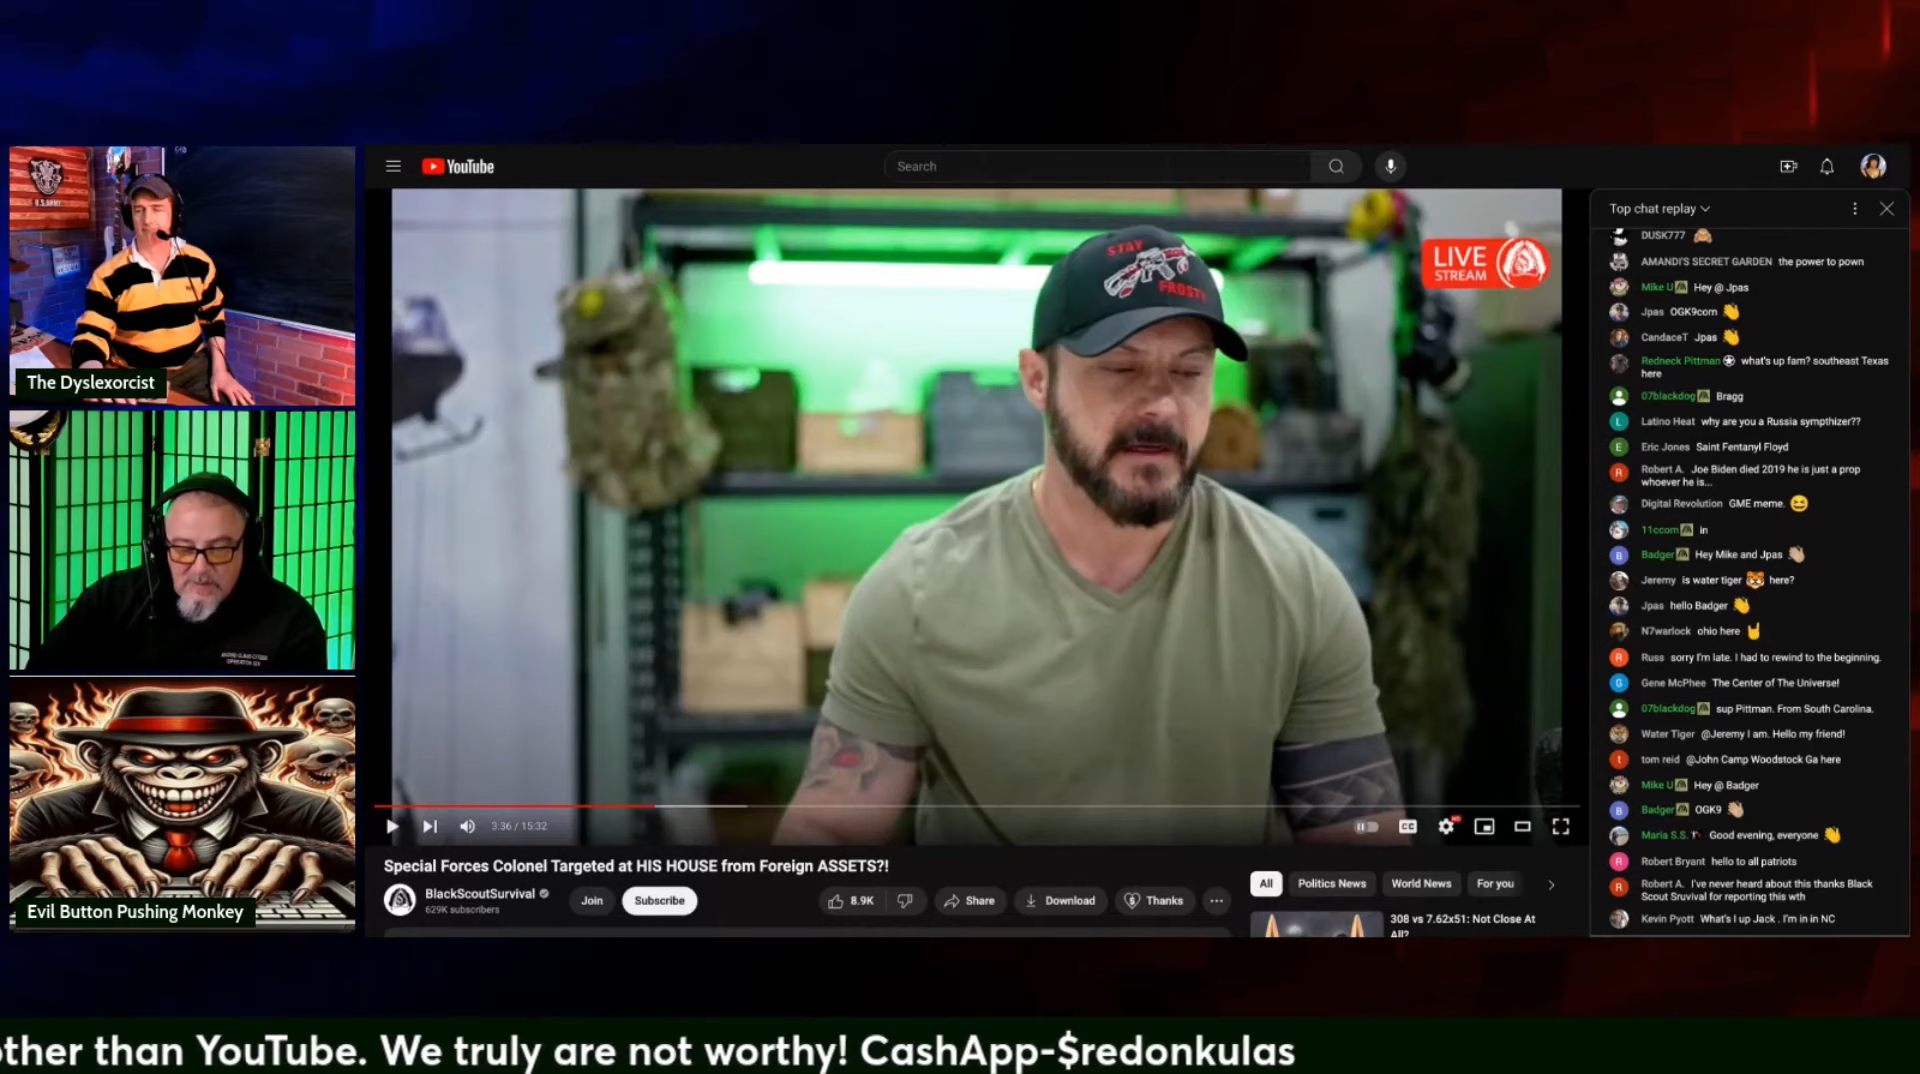 U.S. ARMY
The Dyslexorcist
Evil Button Pushing Monkey
YouTube
Search
STAY
FROSTY
LIVE
STREAM
3:36 / 15:32
CC
HD
Special Forces Colonel Targeted at HIS HOUSE from Foreign ASSETS?!
BlackScoutSurvival
629K subscribers
Join
Subscribe
8.9K
Share
Download
Thanks
All
Politics News
World News
For you
308 vs 7.62x51: Not Close At
All?
Top chat replay
DUSK777
AMANDI'S SECRET GARDEN the power to pown
Mike U Hey @ Jpas
Jpas OGK9com 👋
CandaceT Jpas 👋
Redneck Pittman what's up fam? southeast Texas
here
07blackdog Bragg
L Latino Heat why are you a Russia sympthizer??
E Eric Jones Saint Fentanyl Floyd
R Robert A. Joe Biden died 2019 he is just a prop
whoever he is...
Digital Revolution GME meme. 😆
11ccom in
B Badger Hey Mike and Jpas 👋🏼
Jeremy is water tiger 🐯 here?
Jpas hello Badger 👋
N7warlock ohio here 🤘
R Russ sorry I'm late. I had to rewind to the beginning.
G Gene McPhee The Center of The Universe!
07blackdog sup Pittman. From South Carolina.
Water Tiger @Jeremy I am. Hello my friend!
t tom reid @John Camp Woodstock Ga here
Mike U Hey @ Badger
B Badger OGK9 👋🏼
Maria S.S. Good evening, everyone 👋
R Robert Bryant hello to all patriots
R Robert A. I've never heard about this thanks Black
Scout Sruvival for reporting this wth
Kevin Pyott What's I up Jack . I'm in in NC
other than YouTube. We truly are not worthy! CashApp-$redonkulas